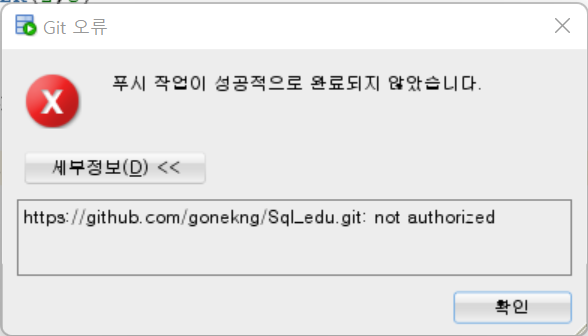 Git 오류
푸시 작업이 성공적으로 완료되지 않았습니다.
세부정보(D) <<
https://github.com/gonekng/Sql_edu.git: not authorized
확인